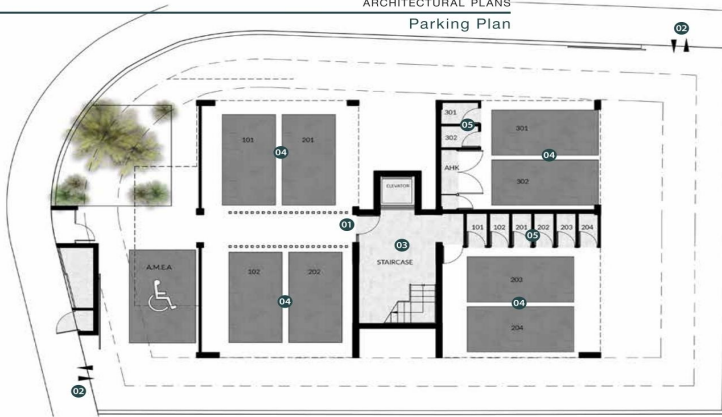 ARCHITECTURAL PLANS
Parking Plan
02
301
05
302
AHK
301
04
302
101
201
04
ELEVATOR
01
03
STAIRCASE
101 102 201 202 203 204
05
A.M.E.A
102
202
04
203
04
204
02